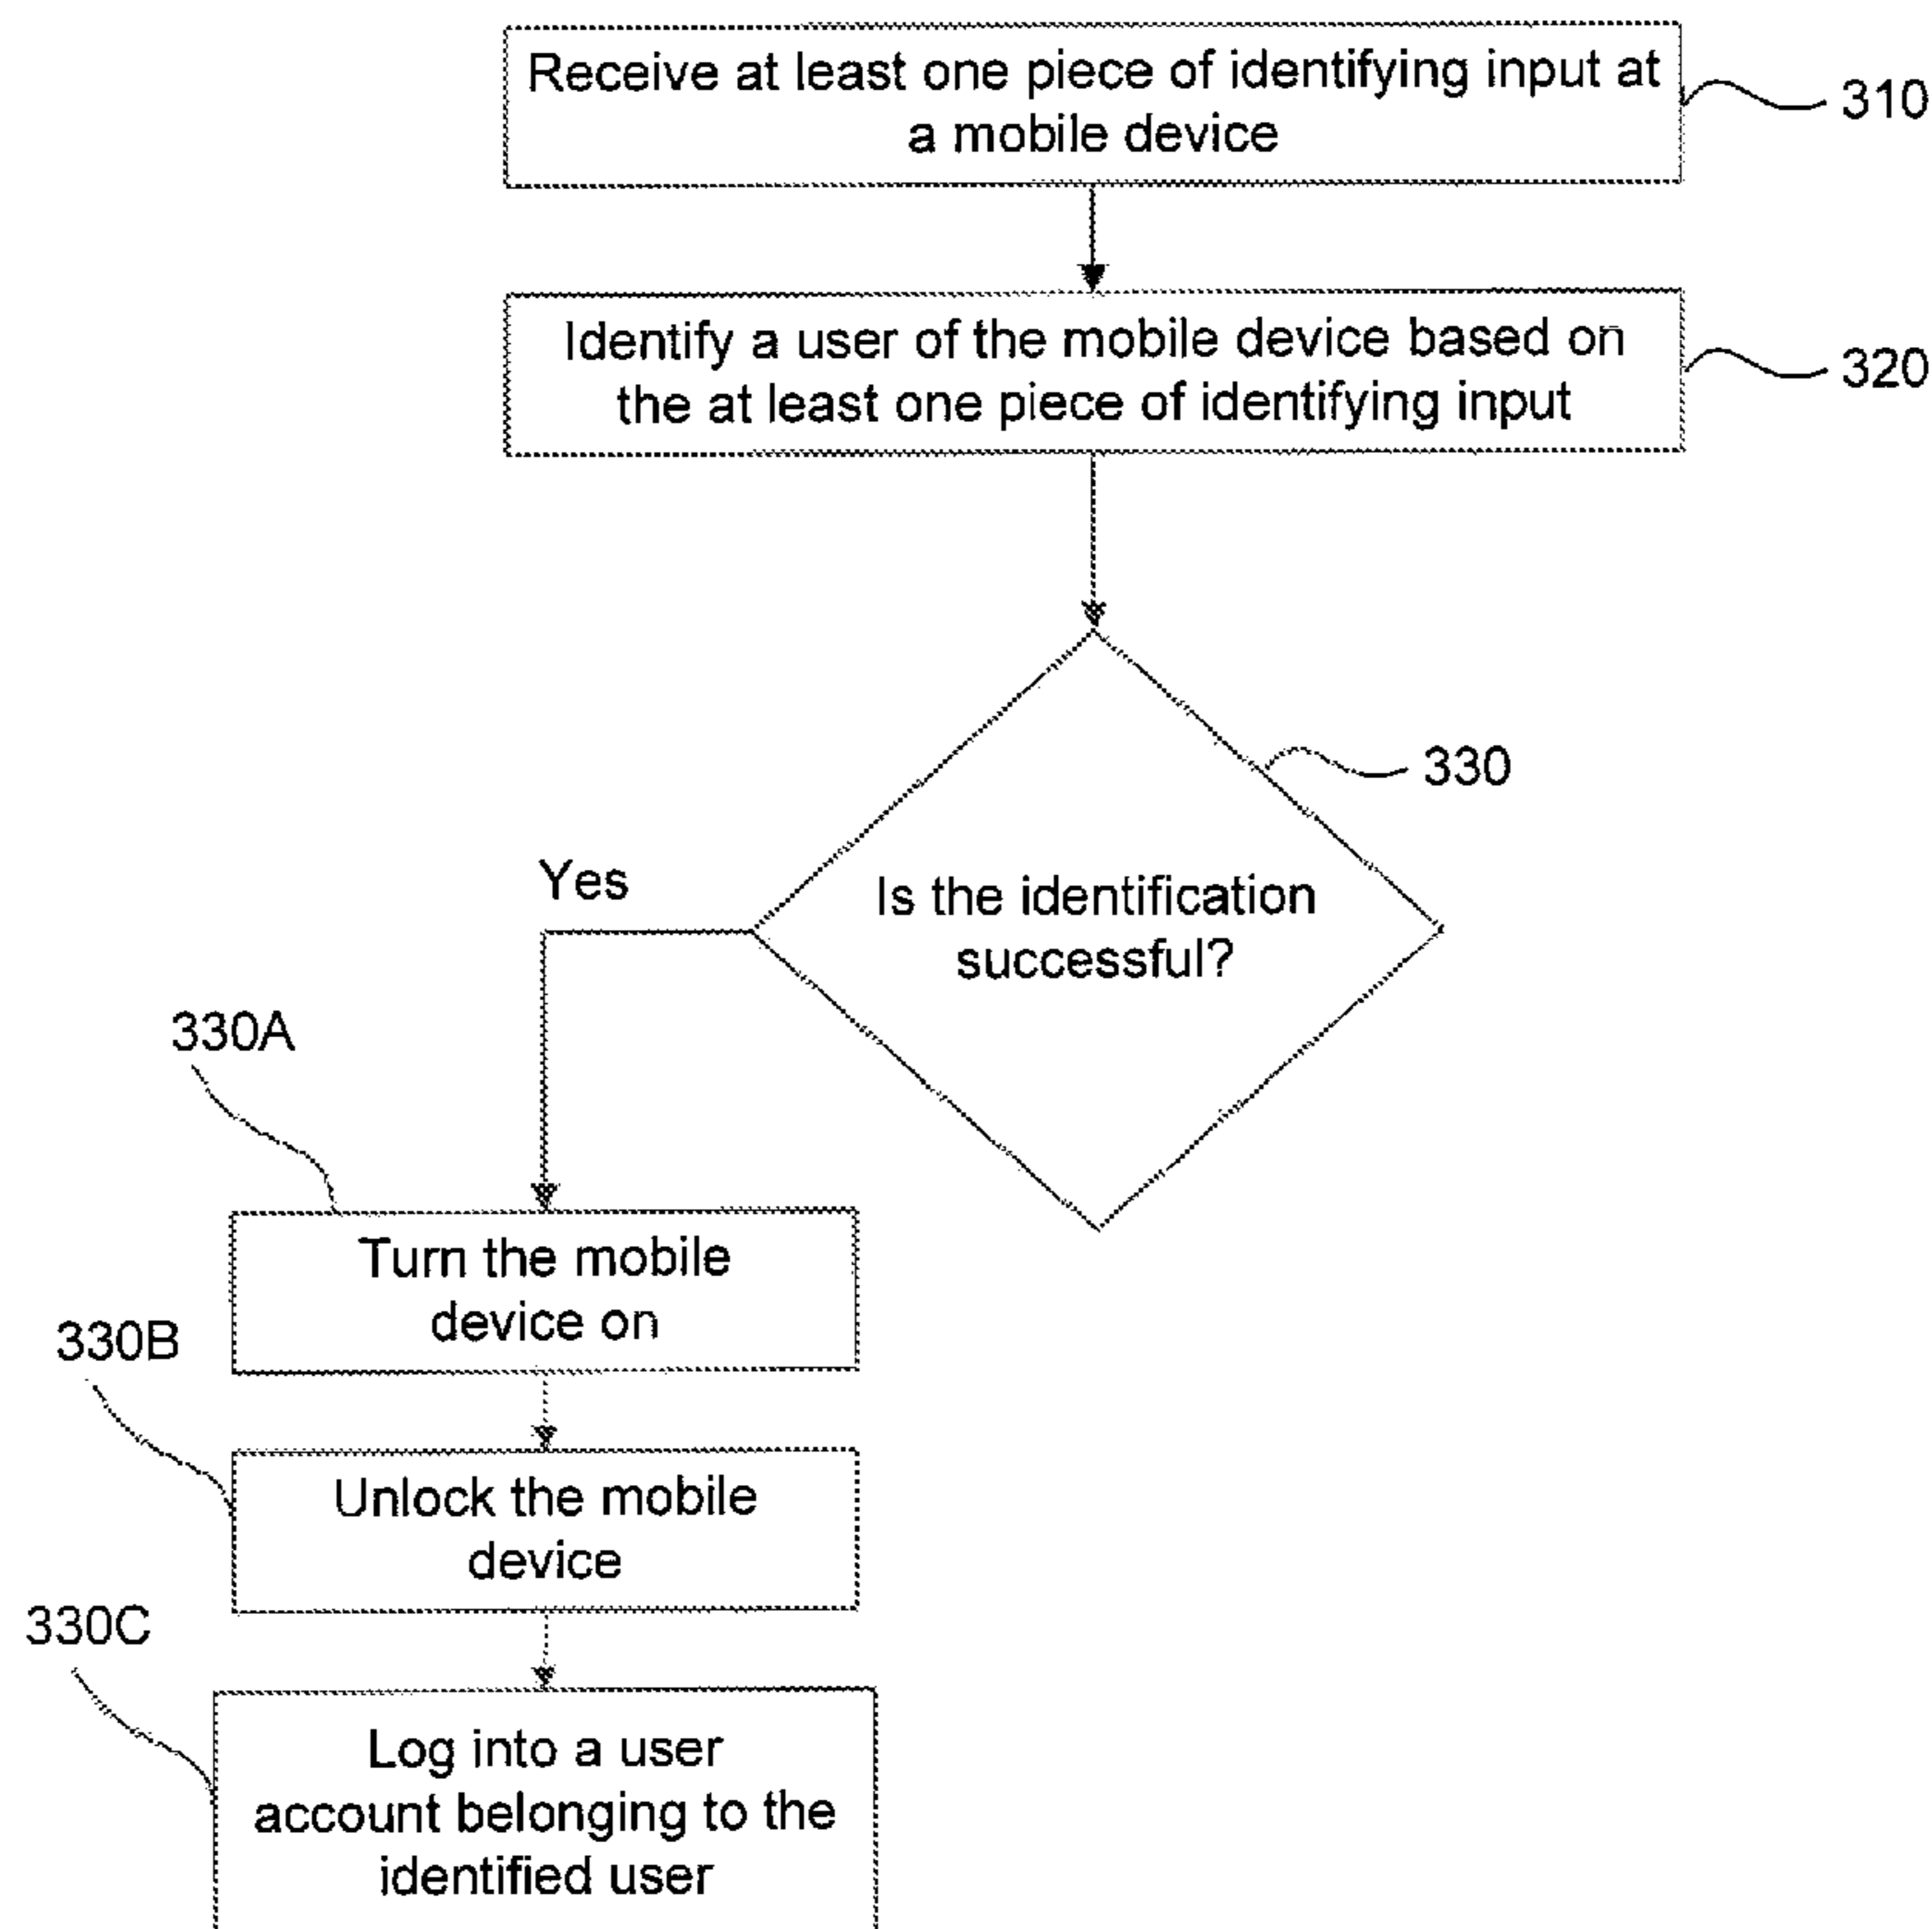 Receive at least one piece of identifying input at
a mobile device
310
Identify a user of the mobile device based on
the at least one piece of identifying input
320
330
Is the identification
successful?
Yes
330A
Turn the mobile
device on
330B
Unlock the mobile
device
330C
Log into a user
account belonging to the
identified user